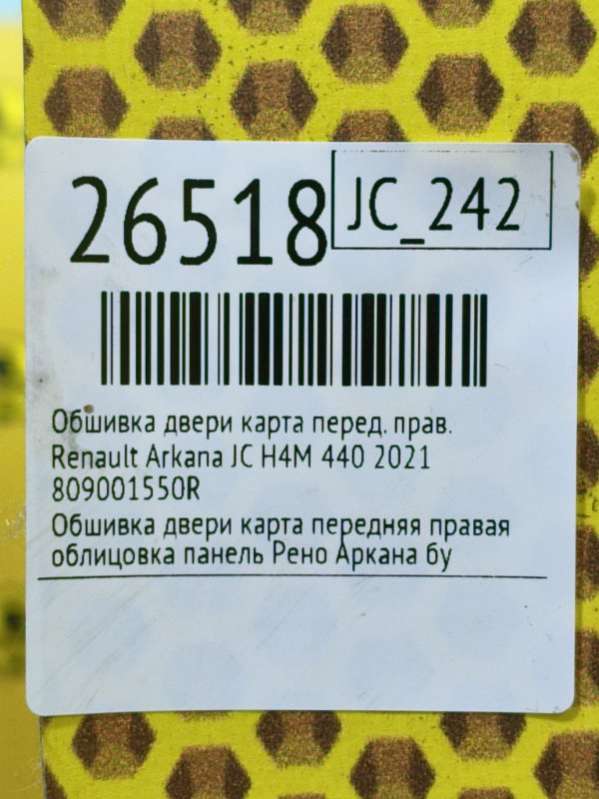 26518
JC_242
Обшивка двери карта перед. прав.
Renault Arkana JC H4M 440 2021
809001550R
Обшивка двери карта передняя правая
облицовка панель Рено Аркана бу